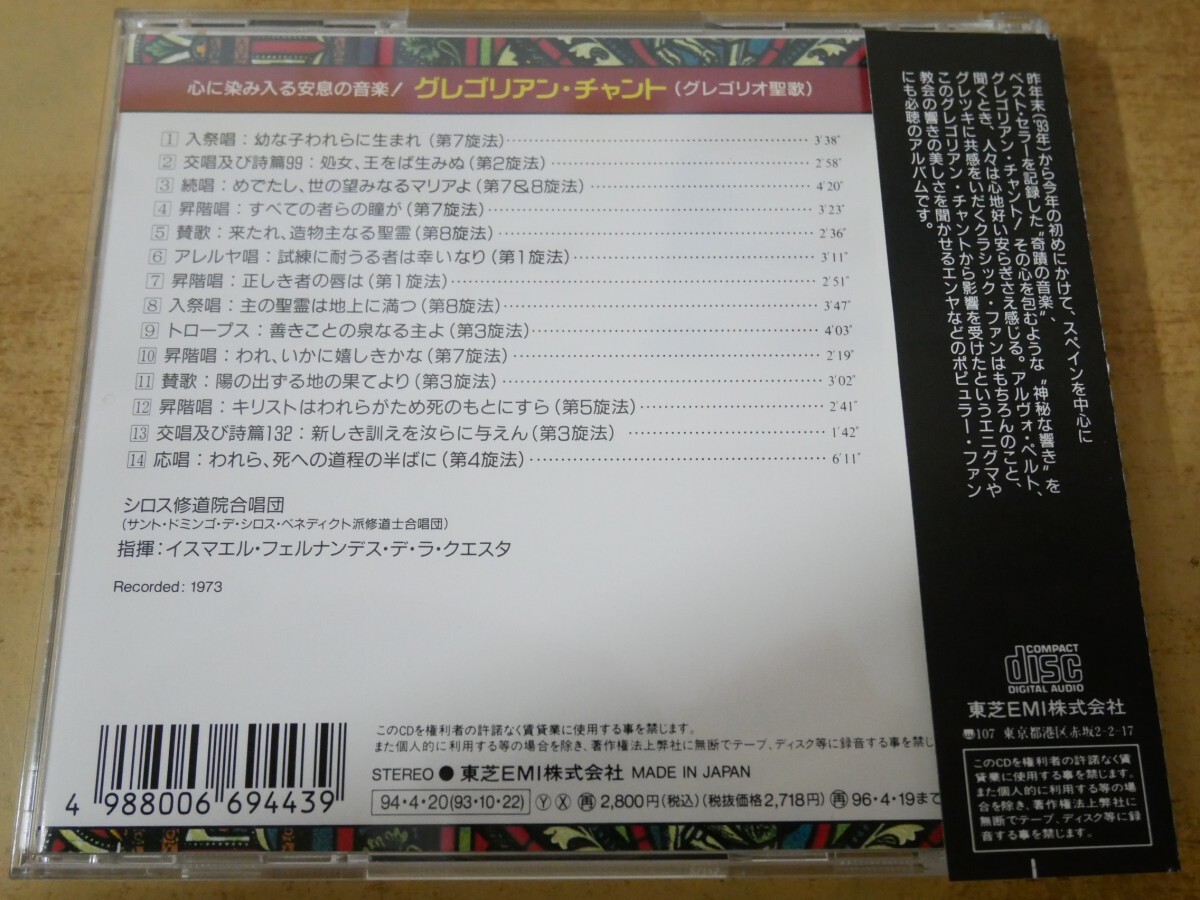 心に染み入る安息の音楽! グレゴリアン・チャント(グレゴリオ聖歌)
1 入祭唱:幼な子われらに生まれ(第7旋法) 3'38"
2 交唱及び詩篇99:処女、王をば生みぬ(第2旋法) 2'58"
3 続唱:めでたし、世の望みなるマリアよ(第7&8旋法) 4'20"
4 昇階唱:すべての者らの瞳が(第7旋法) 3'23"
5 賛歌:来たれ、造物主なる聖霊(第8旋法) 2'36"
6 アレルヤ唱:試練に耐うる者は幸いなり(第1旋法) 3'11"
7 昇階唱:正しき者の唇は(第1旋法) 2'51"
8 入祭唱:主の聖霊は地上に満つ(第8旋法) 3'47"
9 トロープス:善きことの泉なる主よ(第3旋法) 4'03"
10 昇階唱:われ、いかに嬉しきかな(第7旋法) 2'19"
11 賛歌:陽の出ずる地の果てより(第3旋法) 3'02"
12 昇階唱:キリストはわれらがため死のもとにすら(第5旋法) 2'41"
13 交唱及び詩篇132:新しき訓えを汝らに与えん(第3旋法) 1'42"
14 応唱:われら、死への道程の半ばに(第4旋法) 6'11"
シロス修道院合唱団
(サント・ドミンゴ・デ・シロス・ベネディクト派修道士合唱団)
指揮:イスマエル・フェルナンデス・デ・ラ・クエスタ
Recorded: 1973
4 988006 694439
このCDを権利者の許諾なく賃貸業に使用する事を禁じます。
また個人的に利用する等の場合を除き、著作権法上弊社に無断でテープ、ディスク等に録音する事を禁じ
STEREO ● 東芝EMI株式会社 MADE IN JAPAN
94・4・20(93・10・22) Ⓨ Ⓧ 再 2,800円(税込)(税抜価格2,718円) 再 96・4・19まで
昨年末('93年)から今年の初めにかけて、スペインを中心に
ベスト・セラーを記録した"奇蹟の音楽"、
グレゴリアン・チャント! その心を包むような"神秘な響き"を
聞くとき、人々は心地好い安らぎさえ感じる。アルヴォ・ペルト、
グレツキに共感をいだくクラシック・ファンはもちろんのこと、
このグレゴリアン・チャントから影響を受けたというエニグマや
教会の響きの美しさを聞かせるエンヤなどのポピュラー・ファン
にも必聴のアルバムです。
COMPACT
disc
DIGITAL AUDIO
東芝EMI株式会社
〠107 東京都港区赤坂2-2-17
このCDを権利者の許諾なく賃
貸業に使用する事を禁じます。
また個人的に利用する等の場
合を除き、著作権法上弊社に無
断でテープ、ディスク等に録
音する事を禁じます。